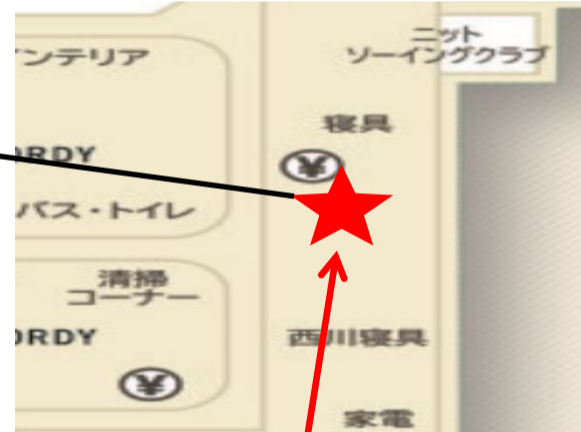 ニット
ンテリア
ソーイングクラブ
寝具
¥
ORDY
バス・トイレ
清掃
コーナー
ORDY
西川寝具
¥
家電